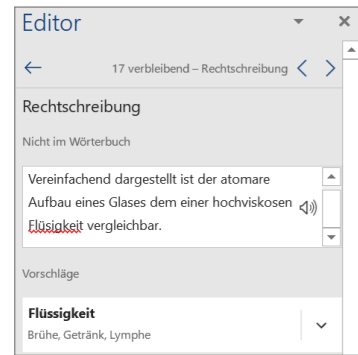 Editor
17 verbleibend – Rechtschreibung
Rechtschreibung
Nicht im Wörterbuch
Vereinfachend dargestellt ist der atomare
Aufbau eines Glases dem einer hochviskosen
Flüsigkeit vergleichbar.
Vorschläge
Flüssigkeit
Brühe, Getränk, Lymphe